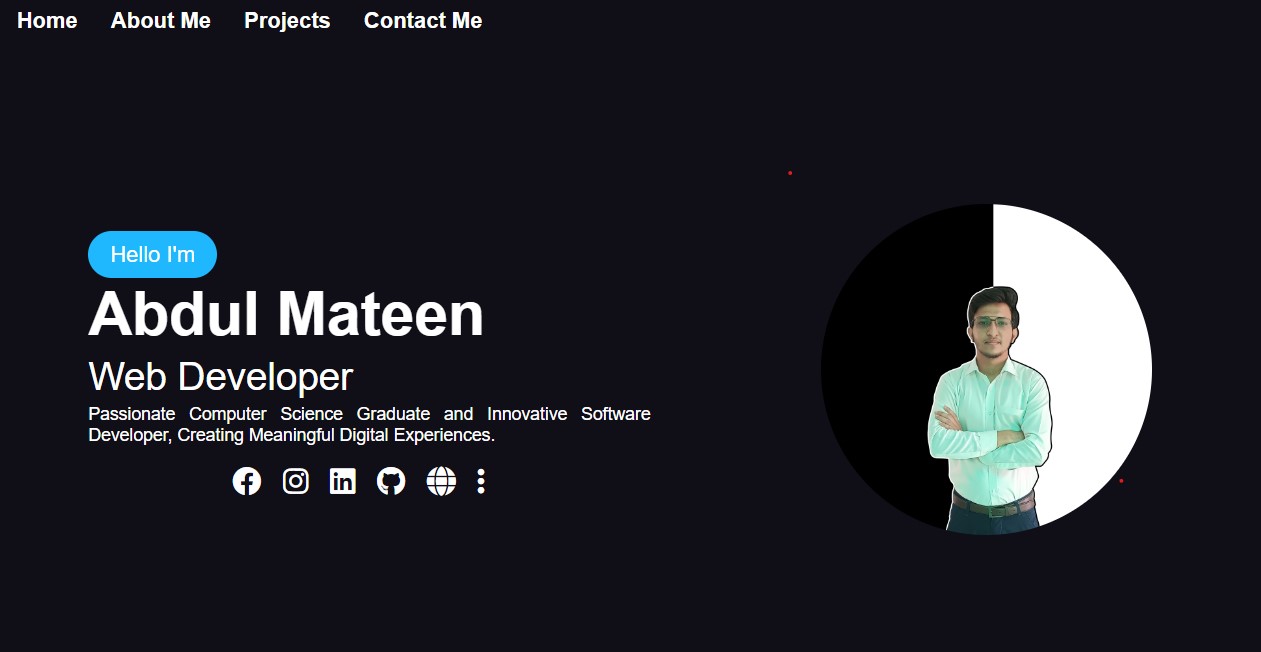 Home About Me Projects Contact Me
Hello I'm
Abdul Mateen
Web Developer
Passionate Computer Science Graduate and Innovative Software
Developer, Creating Meaningful Digital Experiences.